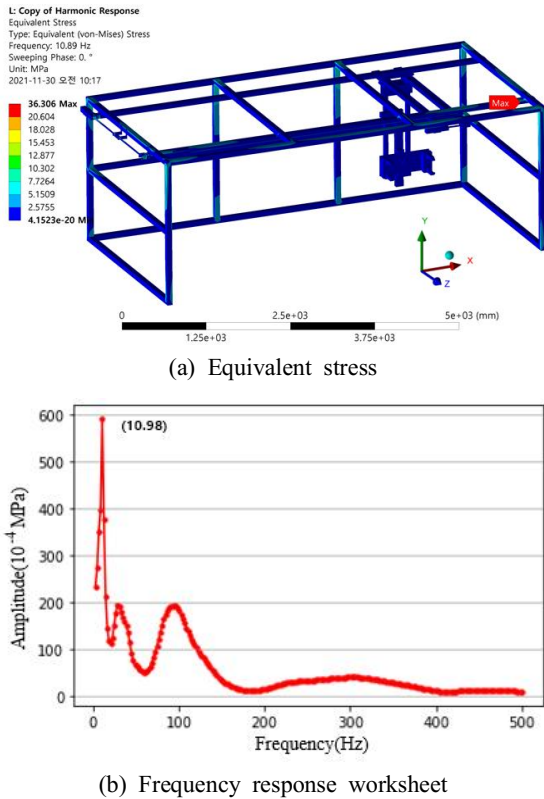 L: Copy of Harmonic Response
Equivalent Stress
Type: Equivalent (von-Mises) Stress
Frequency: 10.89 Hz
Sweeping Phase: 0. °
Unit: MPa
2021-11-30 오전 10:17
36.306 Max
20.604
18.028
15.453
12.877
10.302
7.7264
5.1509
2.5755
4.1523e-20 M
Max
Y
X
Z
0
2.5e+03
5e+03 (mm)
1.25e+03
3.75e+03
(a) Equivalent stress
600
500
400
300
200
100
0
Amplitude(10⁻⁴ MPa)
(10.98)
0 100 200 300 400 500
Frequency(Hz)
(b) Frequency response worksheet